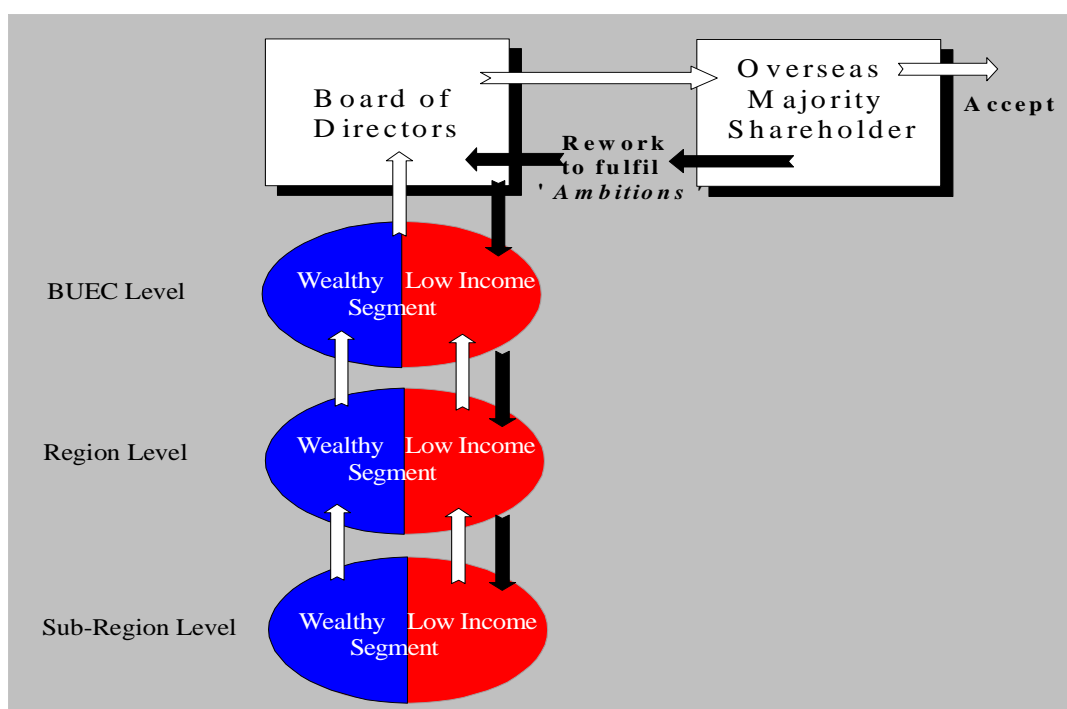 Board of
Directors
Overseas
Majority
Shareholder
Accept
Rework
to fulfil
'Ambitions'
BUEC Level
Wealthy Low Income
Segment
Region Level
Wealthy Low Income
Segment
Sub-Region Level
Wealthy Low Income
Segment